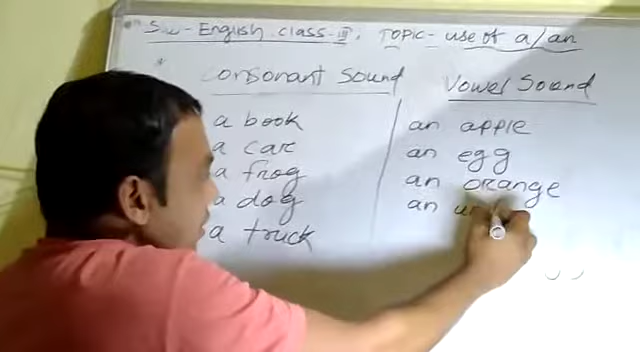 Sub - English class - III, TOPIC - use of a/an
Consonant Sound
Vowel Sound
a book
a car
a frog
a dog
a truck
an apple
an egg
an orange
an